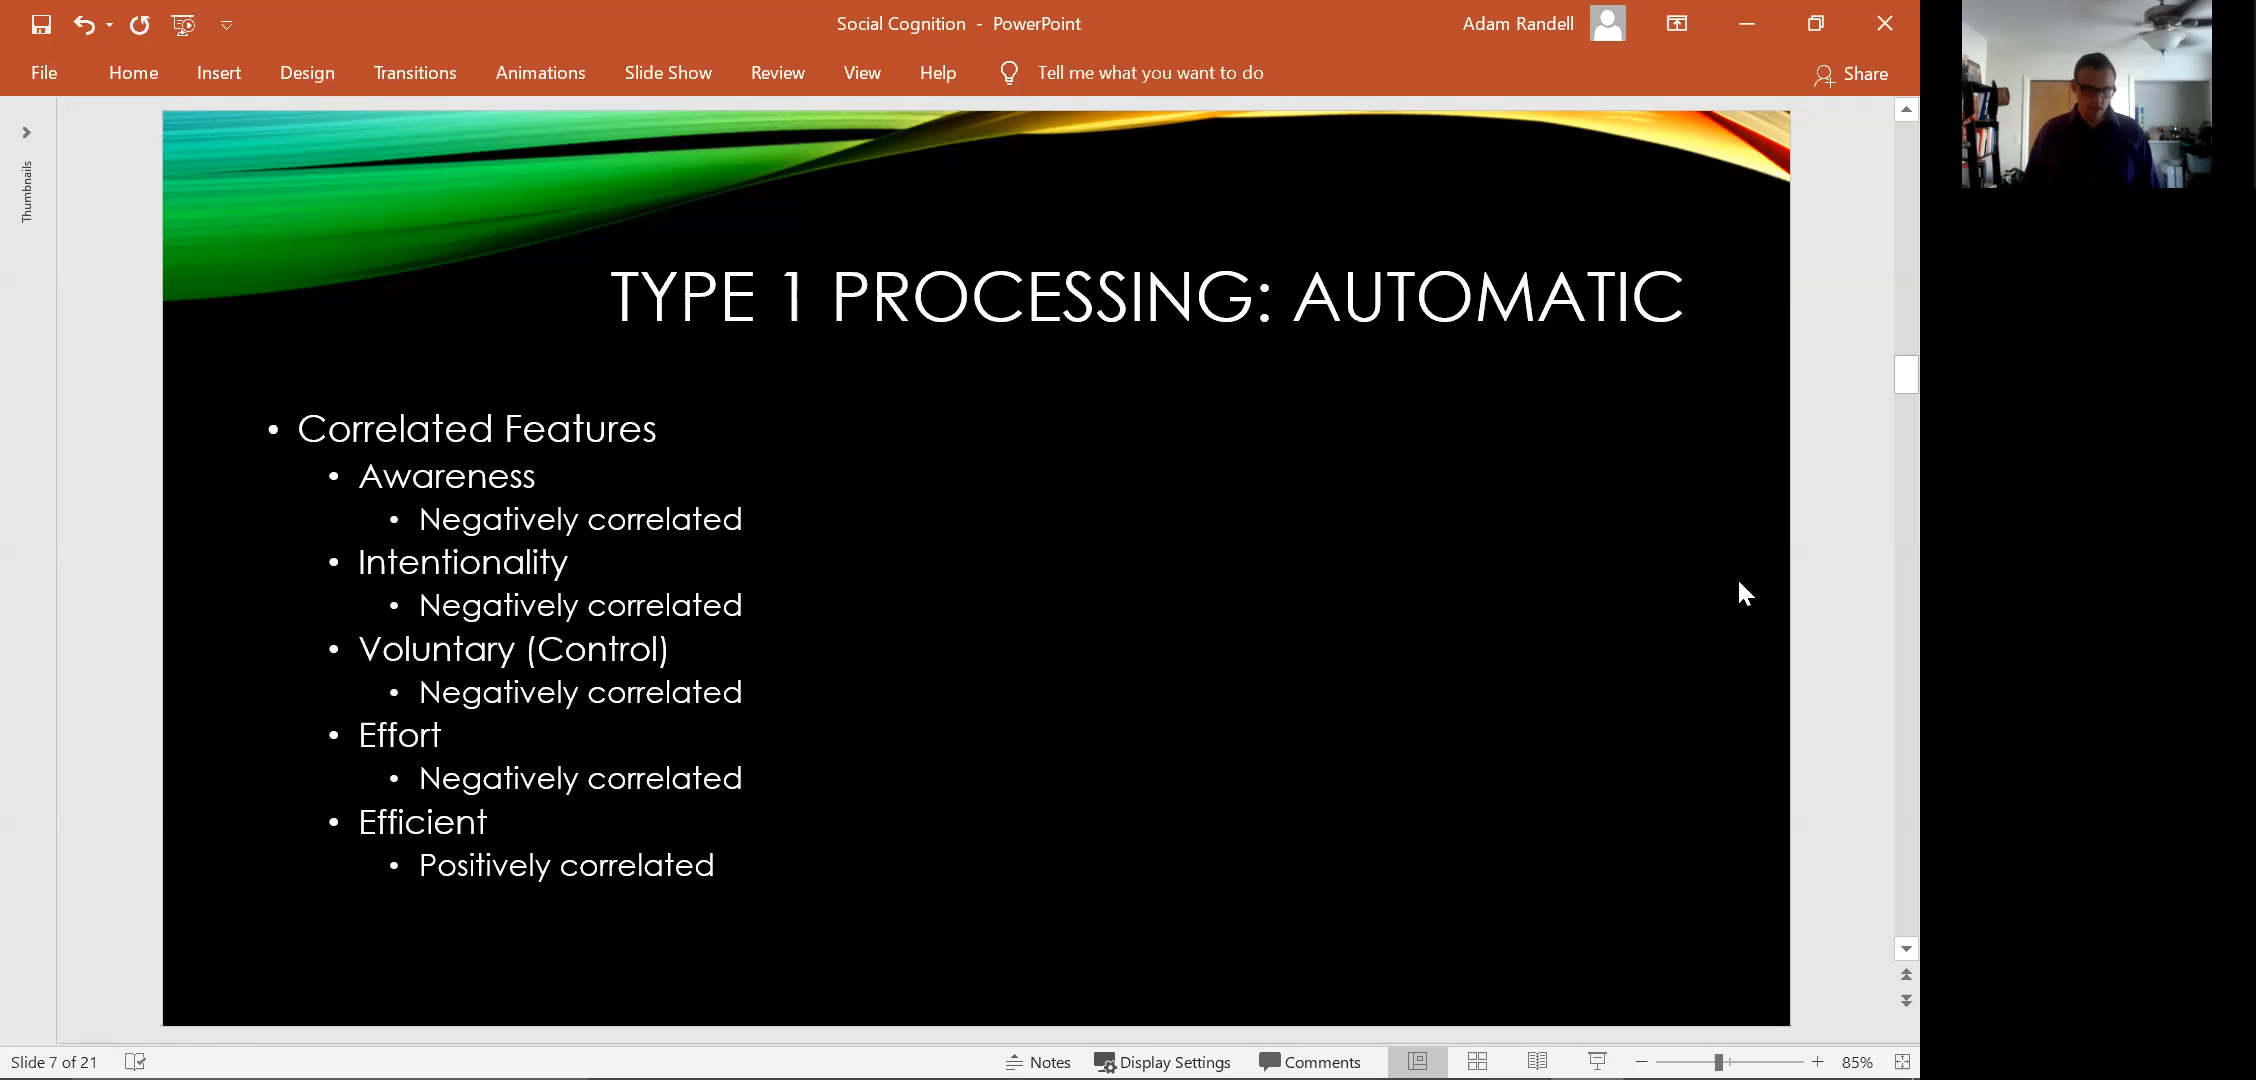 Social Cognition - PowerPoint
Adam Randell
File Home Insert Design Transitions Animations Slide Show Review View Help Tell me what you want to do Share
Thumbnails
TYPE 1 PROCESSING: AUTOMATIC
• Correlated Features
• Awareness
• Negatively correlated
• Intentionality
• Negatively correlated
• Voluntary (Control)
• Negatively correlated
• Effort
• Negatively correlated
• Efficient
• Positively correlated
Slide 7 of 21 Notes Display Settings Comments 85%